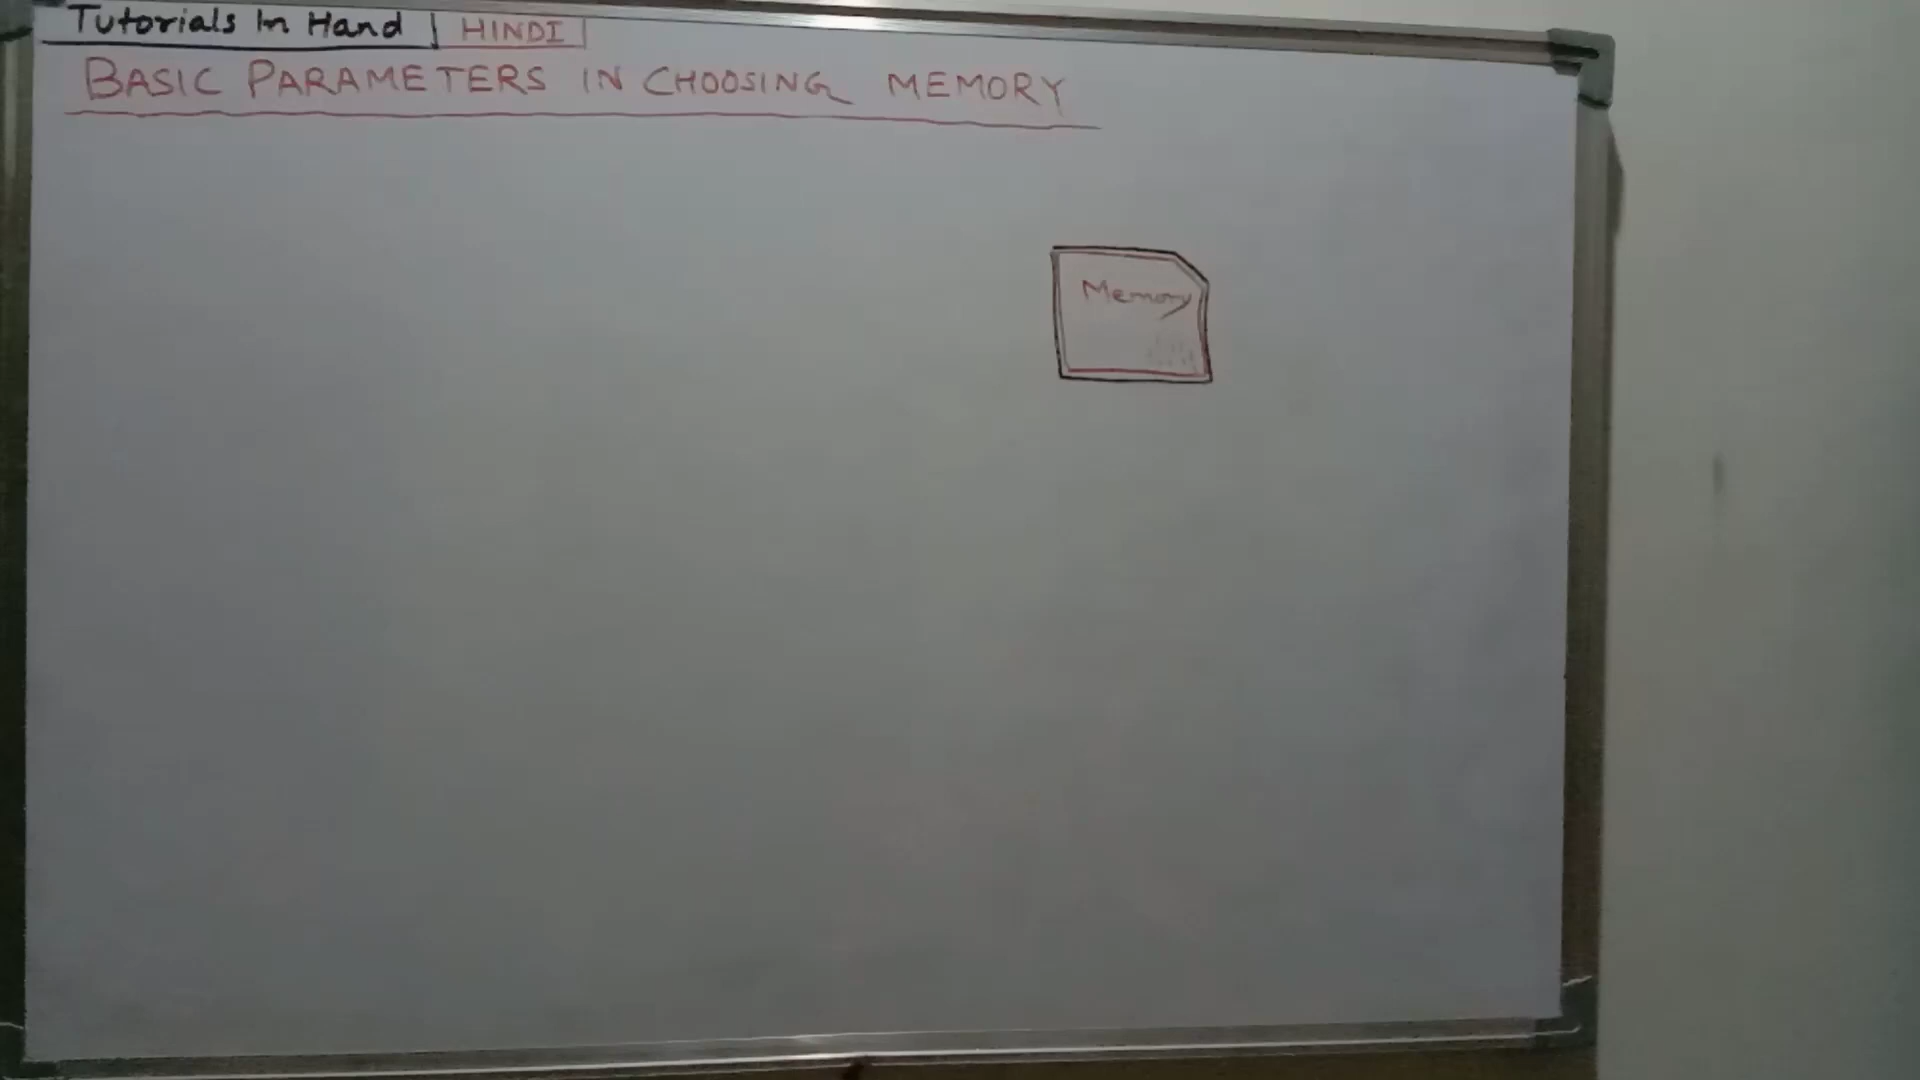 Tutorials In Hand | HINDI
BASIC PARAMETERS IN CHOOSING MEMORY
Memory